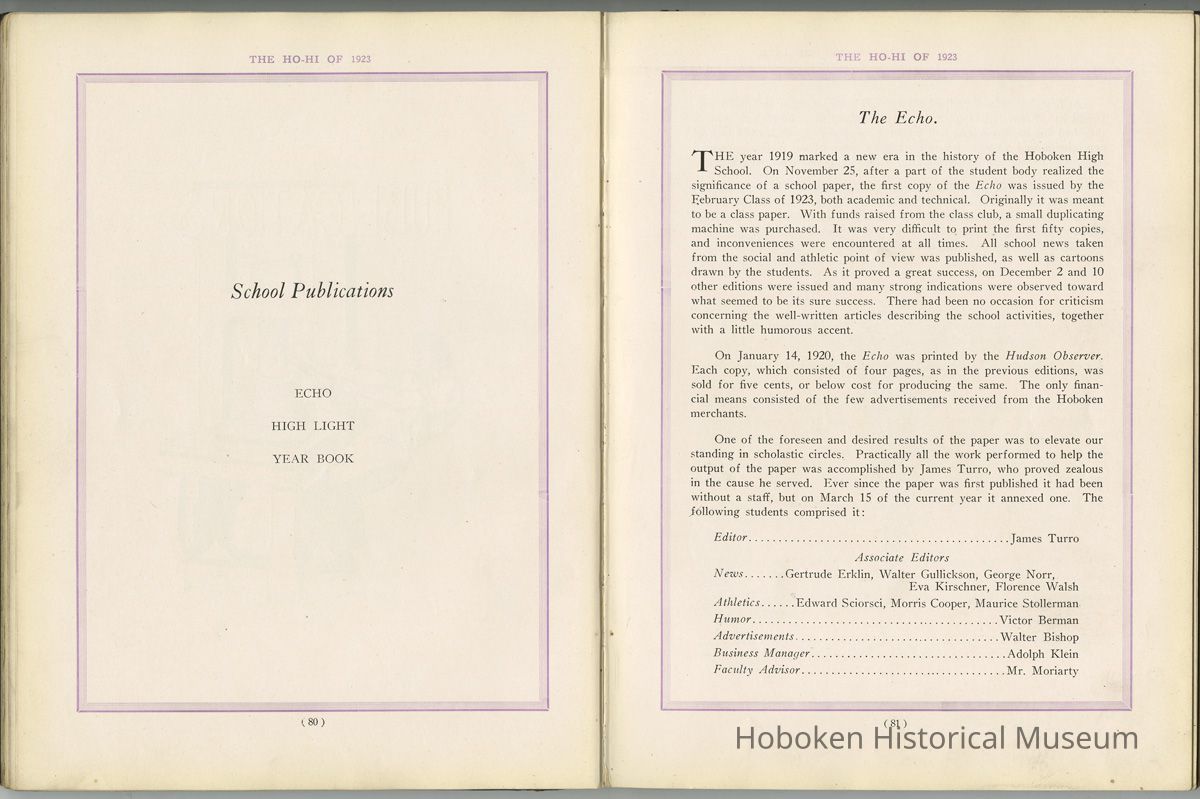 THE HO-HI OF 1923
School Publications
ECHO
HIGH LIGHT
YEAR BOOK
( 80 )
THE HO-HI OF 1923
The Echo.
THE year 1919 marked a new era in the history of the Hoboken High
School. On November 25, after a part of the student body realized the
significance of a school paper, the first copy of the Echo was issued by the
February Class of 1923, both academic and technical. Originally it was meant
to be a class paper. With funds raised from the class club, a small duplicating
machine was purchased. It was very difficult to print the first fifty copies,
and inconveniences were encountered at all times. All school news taken
from the social and athletic point of view was published, as well as cartoons
drawn by the students. As it proved a great success, on December 2 and 10
other editions were issued and many strong indications were observed toward
what seemed to be its sure success. There had been no occasion for criticism
concerning the well-written articles describing the school activities, together
with a little humorous accent.
On January 14, 1920, the Echo was printed by the Hudson Observer.
Each copy, which consisted of four pages, as in the previous editions, was
sold for five cents, or below cost for producing the same. The only finan-
cial means consisted of the few advertisements received from the Hoboken
merchants.
One of the foreseen and desired results of the paper was to elevate our
standing in scholastic circles. Practically all the work performed to help the
output of the paper was accomplished by James Turro, who proved zealous
in the cause he served. Ever since the paper was first published it had been
without a staff, but on March 15 of the current year it annexed one. The
following students comprised it:
Editor...........................................James Turro
Associate Editors
News.......Gertrude Erklin, Walter Gullickson, George Norr,
Eva Kirschner, Florence Walsh
Athletics......Edward Sciorsci, Morris Cooper, Maurice Stollerman
Humor.........................................Victor Berman
Advertisements..................................Walter Bishop
Business Manager................................Adolph Klein
Faculty Advisor..................................Mr. Moriarty
( 81 )
Hoboken Historical Museum